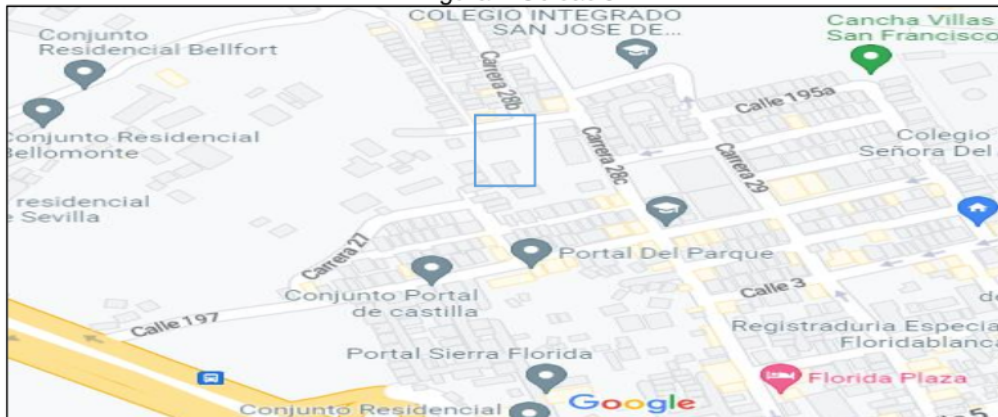 COLEGIO INTEGRADO
SAN JOSE DE...
Cancha Villas
San Francisco
Conjunto
Residencial Bellfort
Carrera 28b
Calle 195a
Conjunto Residencial
Bellomonte
Carrera 28c
Carrera 29
Colegio
Señora Del
residencial
Sevilla
Carrera 27
Portal Del Parque
Conjunto Portal
de castilla
Calle 3
Calle 197
Registraduria Especia
Floridablanca
Portal Sierra Florida
Florida Plaza
Conjunto Residencial
Google